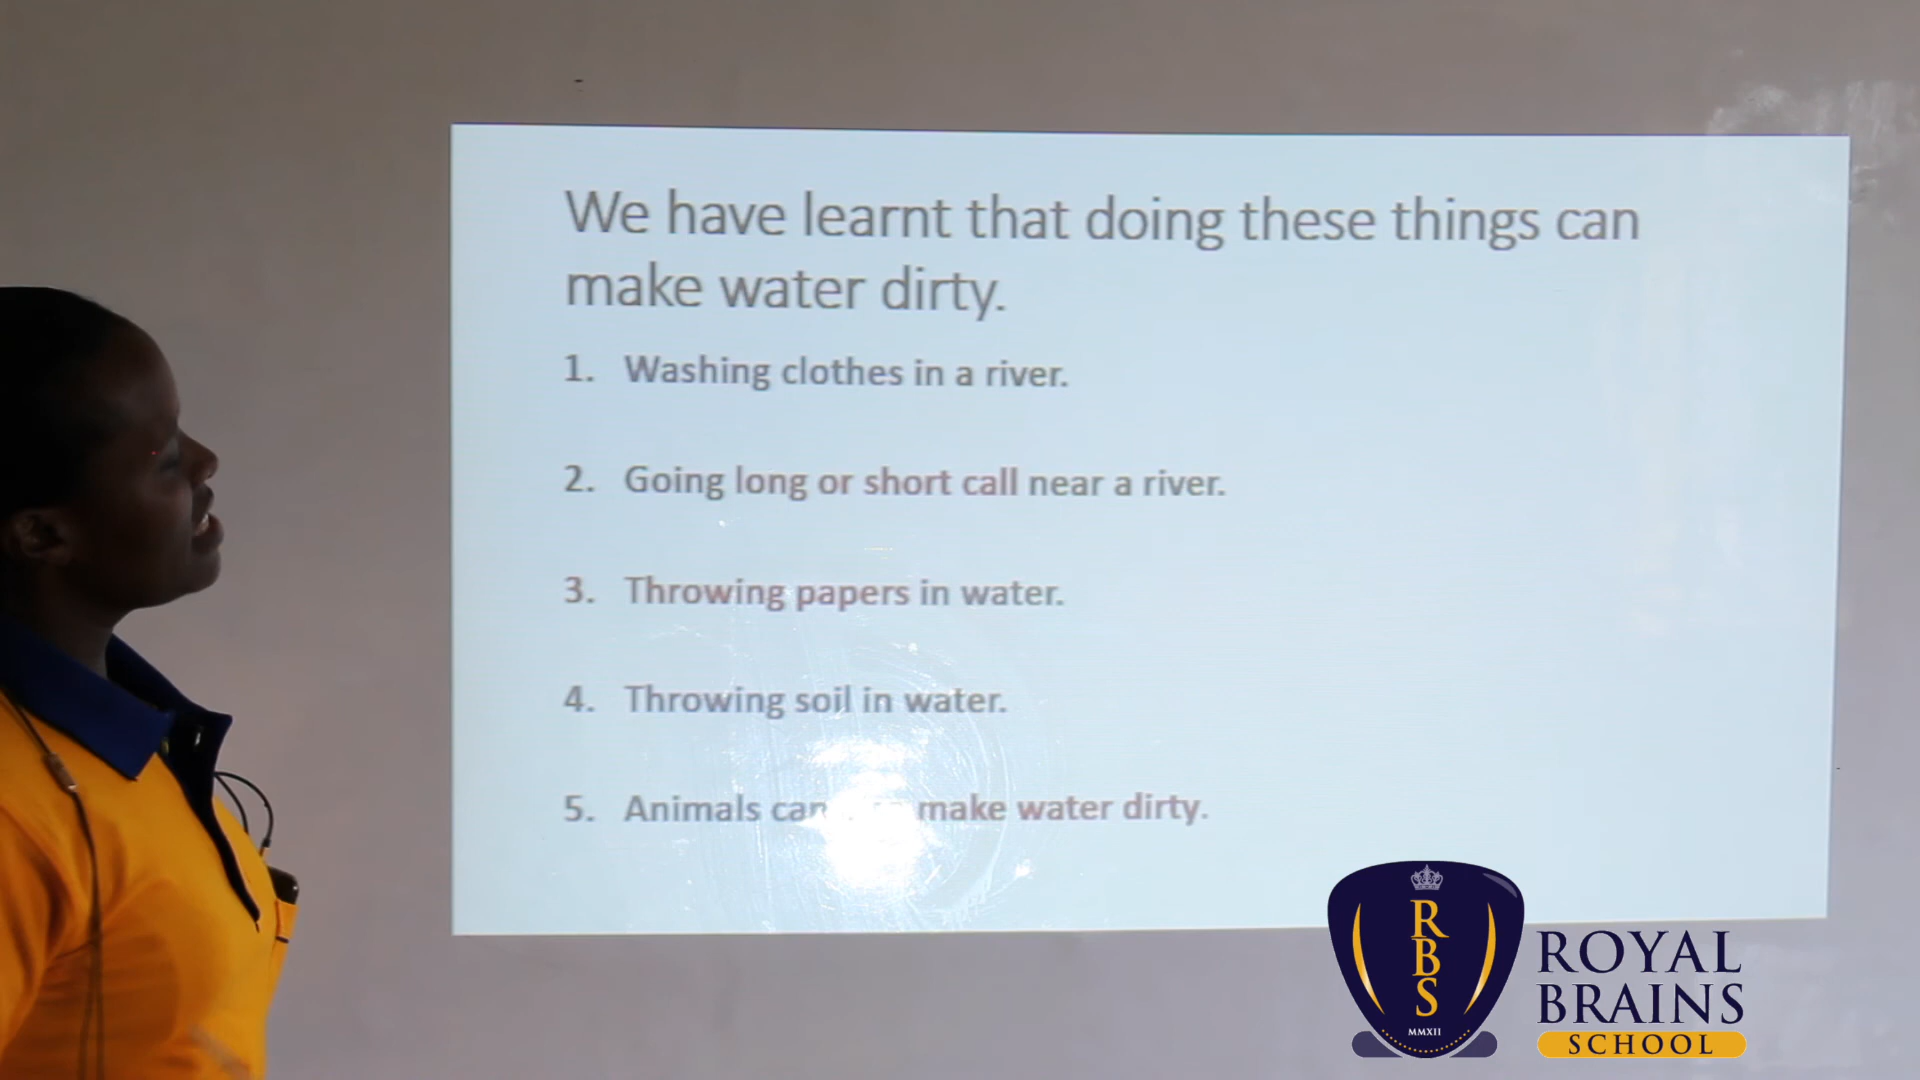 We have learnt that doing these things can
make water dirty.
1. Washing clothes in a river.
2. Going long or short call near a river.
3. Throwing papers in water.
4. Throwing soil in water.
5. Animals can make water dirty.
R
B
S
MMXII
ROYAL
BRAINS
SCHOOL